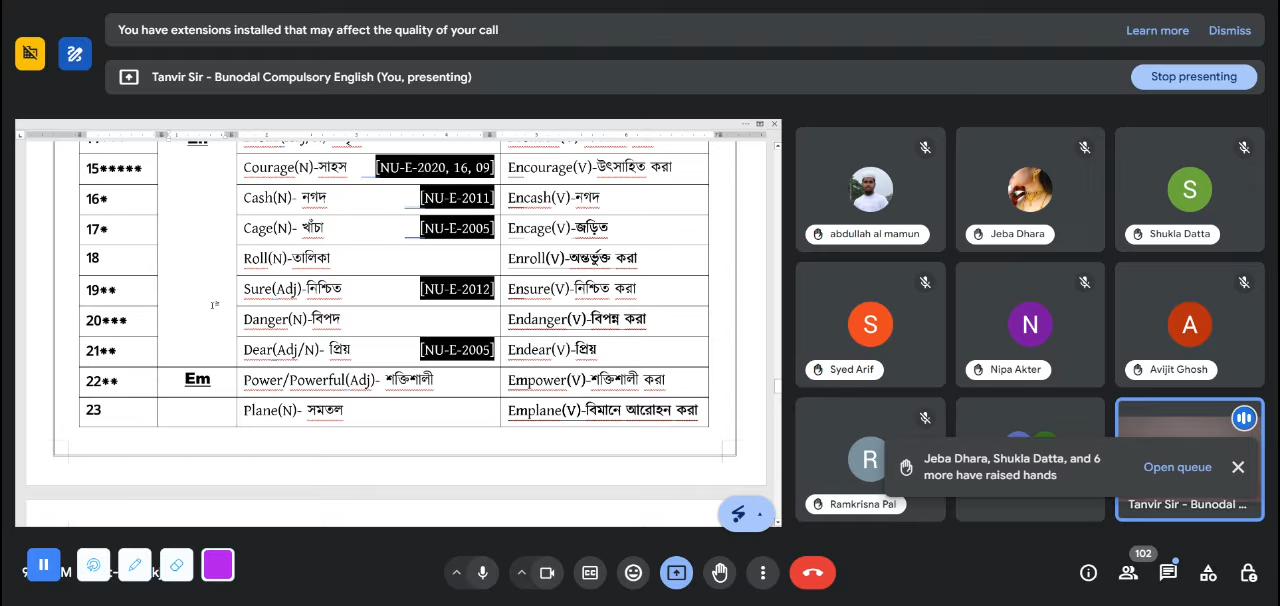 You have extensions installed that may affect the quality of your call
Learn more
Dismiss
Tanvir Sir - Bunodal Compulsory English (You, presenting)
Stop presenting
15***** Courage(N)-সাহস [NU-E-2020, 16, 09] Encourage(V)-উৎসাহিত করা
16* Cash(N)- নগদ [NU-E-2011] Encash(V)-নগদ
17* Cage(N)- খাঁচা [NU-E-2005] Encage(V)-জড়িত
18 Roll(N)-তালিকা Enroll(V)-অন্তর্ভুক্ত করা
19** Sure(Adj)-নিশ্চিত [NU-E-2012] Ensure(V)-নিশ্চিত করা
20*** Danger(N)-বিপদ Endanger(V)-বিপন্ন করা
21** Dear(Adj/N)- প্রিয় [NU-E-2005] Endear(V)-প্রিয়
22** Em Power/Powerful(Adj)- শক্তিশালী Empower(V)-শক্তিশালী করা
23 Plane(N)- সমতল Emplane(V)-বিমানে আরোহন করা
abdullah al mamun
Jeba Dhara
S
Shukla Datta
S
Syed Arif
N
Nipa Akter
A
Avijit Ghosh
R
Ramkrisna Pal
Jeba Dhara, Shukla Datta, and 6
more have raised hands
Open queue
Tanvir Sir - Bunodal ...
102